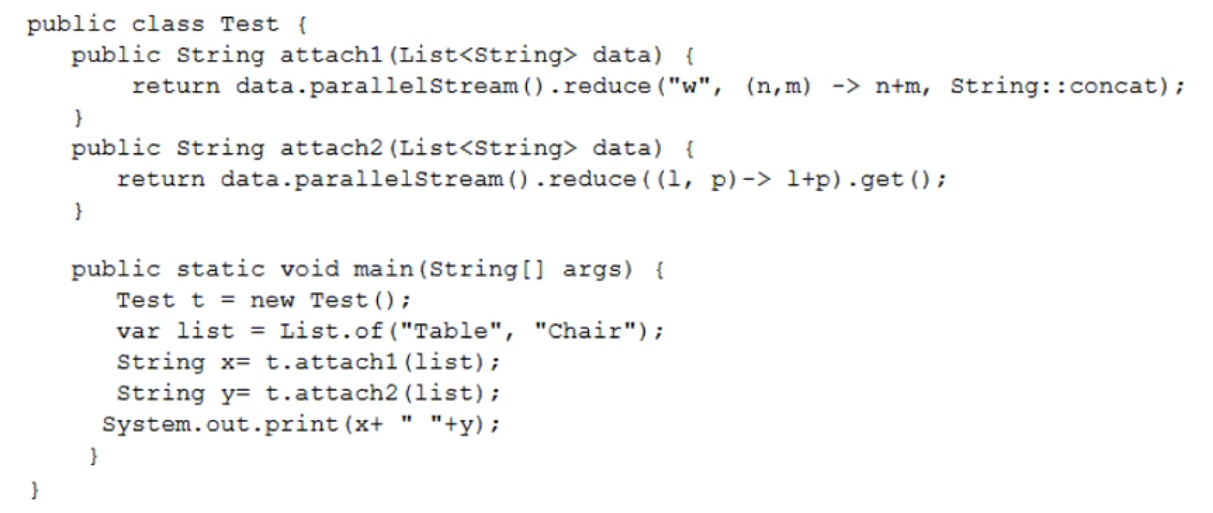 public class Test {
public String attach1(List<String> data) {
return data.parallelStream().reduce("w", (n,m) -> n+m, String::concat);
}
public String attach2(List<String> data) {
return data.parallelStream().reduce((l, p)-> l+p).get();
}
public static void main(String[] args) {
Test t = new Test();
var list = List.of("Table", "Chair");
String x= t.attach1(list);
String y= t.attach2(list);
System.out.print(x+ " "+y);
}
}